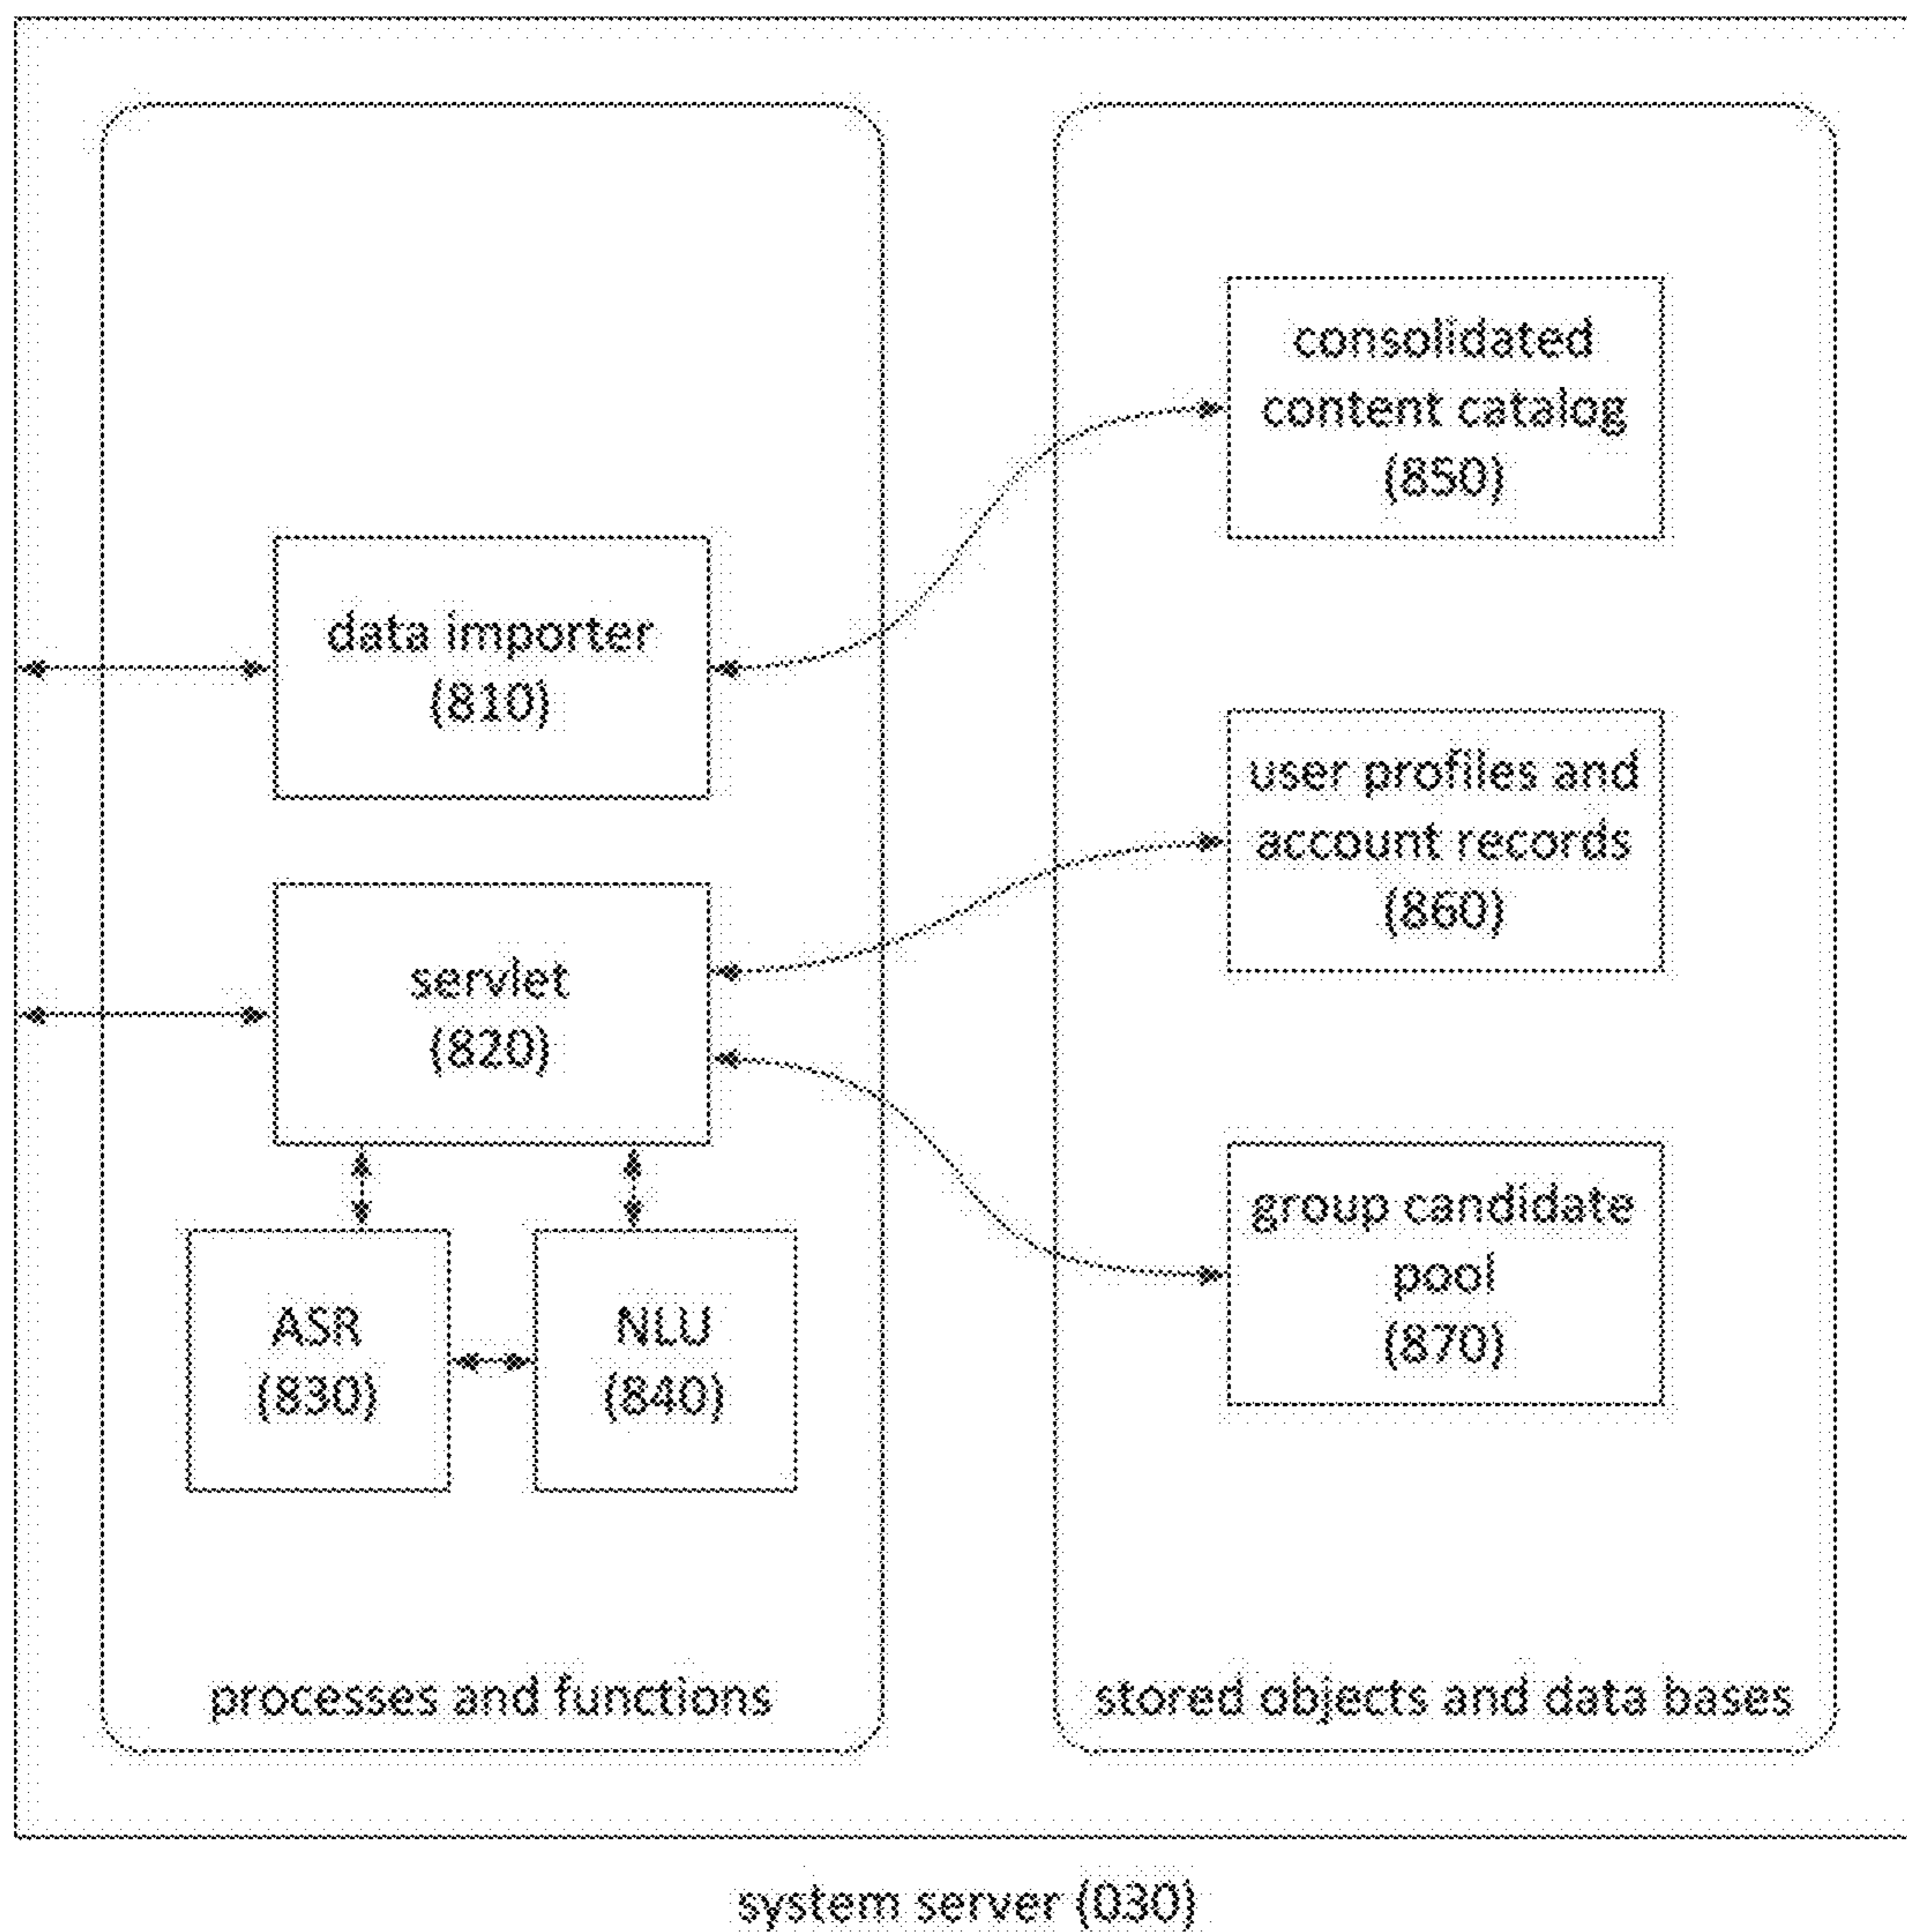 data importer
(810)
servlet
(820)
ASR
(830)
NLU
(840)
processes and functions
consolidated
content catalog
(850)
user profiles and
account records
(860)
group candidate
pool
(870)
stored objects and data bases
system server (030)